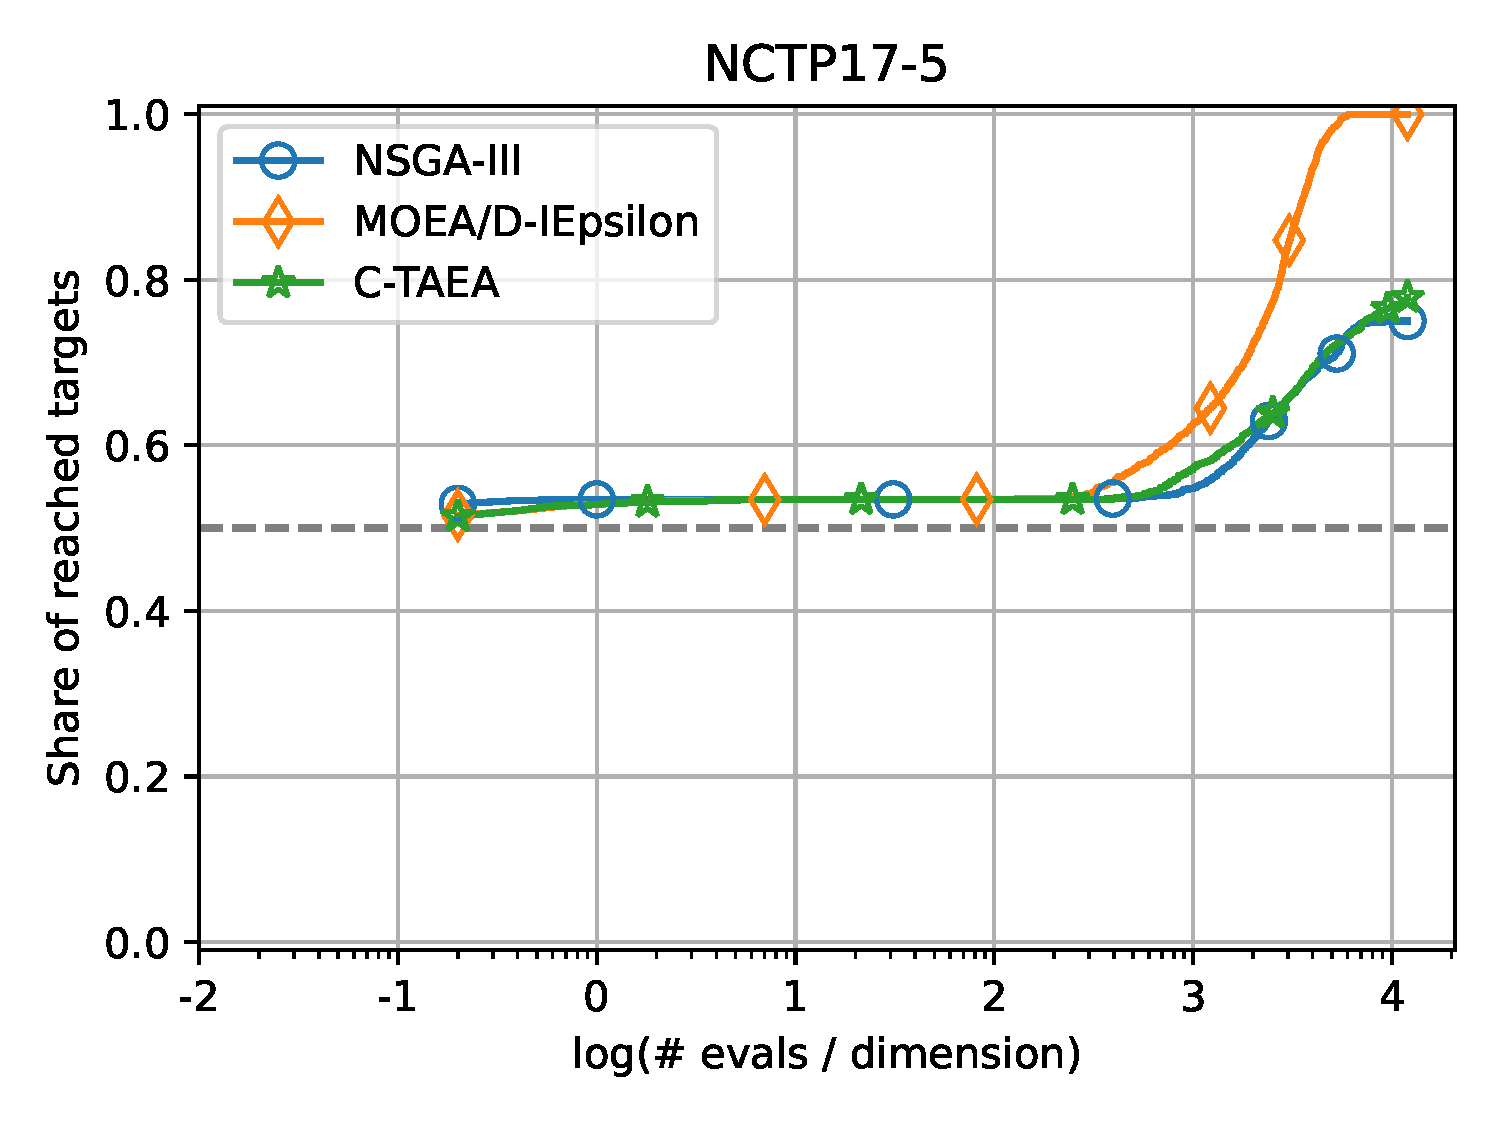 NCTP17-5
NSGA-III
MOEA/D-IEpsilon
C-TAEA
Share of reached targets
1.0
0.8
0.6
0.4
0.2
0.0
-2 -1 0 1 2 3 4
log(# evals / dimension)